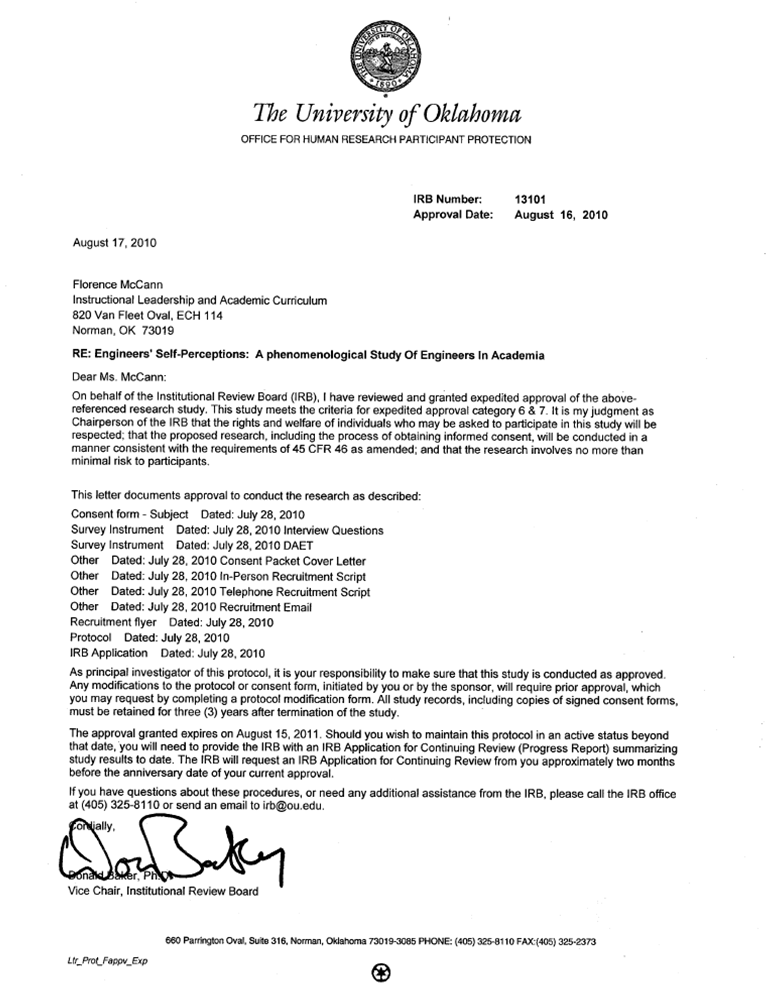 THE UNIVERSITY OF OKLAHOMA
1890
The University of Oklahoma
OFFICE FOR HUMAN RESEARCH PARTICIPANT PROTECTION
IRB Number: 13101
Approval Date: August 16, 2010
August 17, 2010
Florence McCann
Instructional Leadership and Academic Curriculum
820 Van Fleet Oval, ECH 114
Norman, OK 73019
RE: Engineers' Self-Perceptions: A phenomenological Study Of Engineers In Academia
Dear Ms. McCann:
On behalf of the Institutional Review Board (IRB), I have reviewed and granted expedited approval of the above-
referenced research study. This study meets the criteria for expedited approval category 6 & 7. It is my judgment as
Chairperson of the IRB that the rights and welfare of individuals who may be asked to participate in this study will be
respected; that the proposed research, including the process of obtaining informed consent, will be conducted in a
manner consistent with the requirements of 45 CFR 46 as amended; and that the research involves no more than
minimal risk to participants.
This letter documents approval to conduct the research as described:
Consent form - Subject Dated: July 28, 2010
Survey Instrument Dated: July 28, 2010 Interview Questions
Survey Instrument Dated: July 28, 2010 DAET
Other Dated: July 28, 2010 Consent Packet Cover Letter
Other Dated: July 28, 2010 In-Person Recruitment Script
Other Dated: July 28, 2010 Telephone Recruitment Script
Other Dated: July 28, 2010 Recruitment Email
Recruitment flyer Dated: July 28, 2010
Protocol Dated: July 28, 2010
IRB Application Dated: July 28, 2010
As principal investigator of this protocol, it is your responsibility to make sure that this study is conducted as approved.
Any modifications to the protocol or consent form, initiated by you or by the sponsor, will require prior approval, which
you may request by completing a protocol modification form. All study records, including copies of signed consent forms,
must be retained for three (3) years after termination of the study.
The approval granted expires on August 15, 2011. Should you wish to maintain this protocol in an active status beyond
that date, you will need to provide the IRB with an IRB Application for Continuing Review (Progress Report) summarizing
study results to date. The IRB will request an IRB Application for Continuing Review from you approximately two months
before the anniversary date of your current approval.
If you have questions about these procedures, or need any additional assistance from the IRB, please call the IRB office
at (405) 325-8110 or send an email to irb@ou.edu.
Cordially,
Don Baker
Donald Baker, Ph.D.
Vice Chair, Institutional Review Board
660 Parrington Oval, Suite 316, Norman, Oklahoma 73019-3085 PHONE: (405) 325-8110 FAX:(405) 325-2373
Ltr_Prot_Fappv_Exp